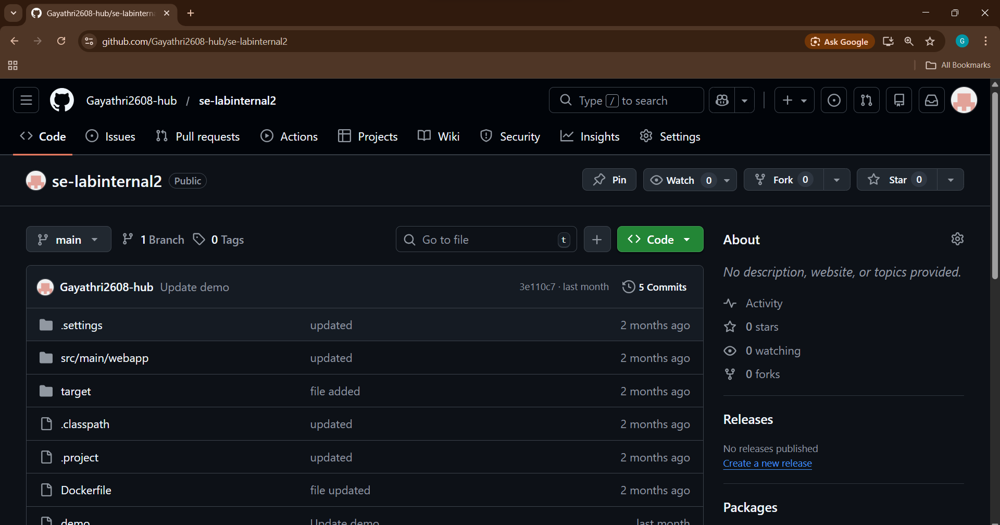 Gayathri2608-hub/se-labintern
github.com/Gayathri2608-hub/se-labinternal2
Ask Google
G
All Bookmarks
Gayathri2608-hub / se-labinternal2
Type / to search
Code Issues Pull requests Actions Projects Wiki Security Insights Settings
se-labinternal2 Public
Pin Watch 0 Fork 0 Star 0
main 1 Branch 0 Tags
Go to file t
Code
Gayathri2608-hub Update demo 3e110c7 · last month 5 Commits
.settings updated 2 months ago
src/main/webapp updated 2 months ago
target file added 2 months ago
.classpath updated 2 months ago
.project updated 2 months ago
Dockerfile file updated 2 months ago
demo Update demo last month
About
No description, website, or topics provided.
Activity
0 stars
0 watching
0 forks
Releases
No releases published
Create a new release
Packages